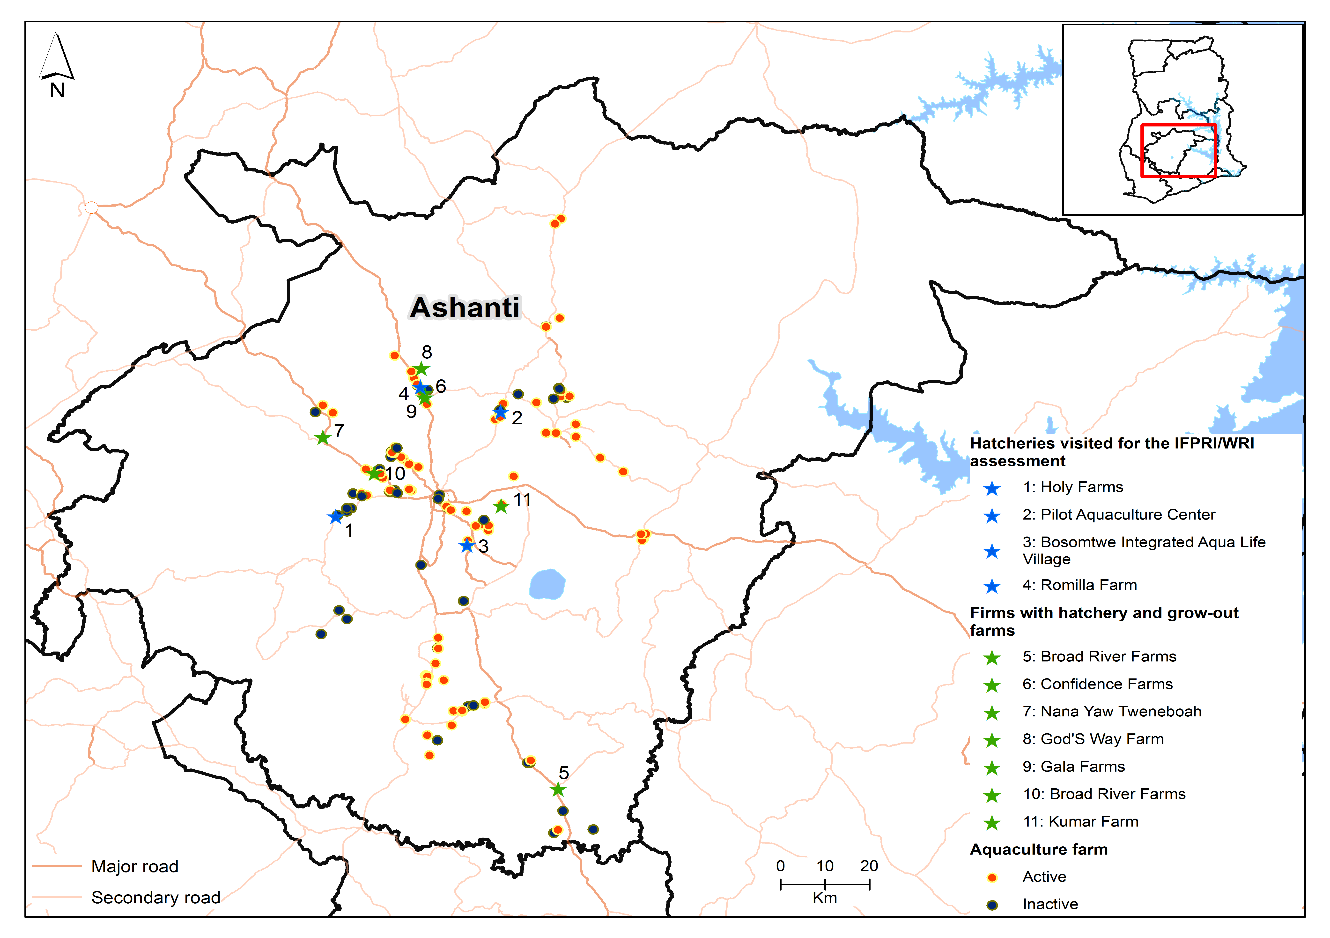 N
Ashanti
8
6
4
9
2
7
10
11
1
3
5
Hatcheries visited for the IFPRI/WRI
assessment
1: Holy Farms
2: Pilot Aquaculture Center
3: Bosomtwe Integrated Aqua Life
Village
4: Romilla Farm
Firms with hatchery and grow-out
farms
5: Broad River Farms
6: Confidence Farms
7: Nana Yaw Tweneboah
8: God'S Way Farm
9: Gala Farms
10: Broad River Farms
11: Kumar Farm
Aquaculture farm
Active
Inactive
Major road
Secondary road
0 10 20
Km